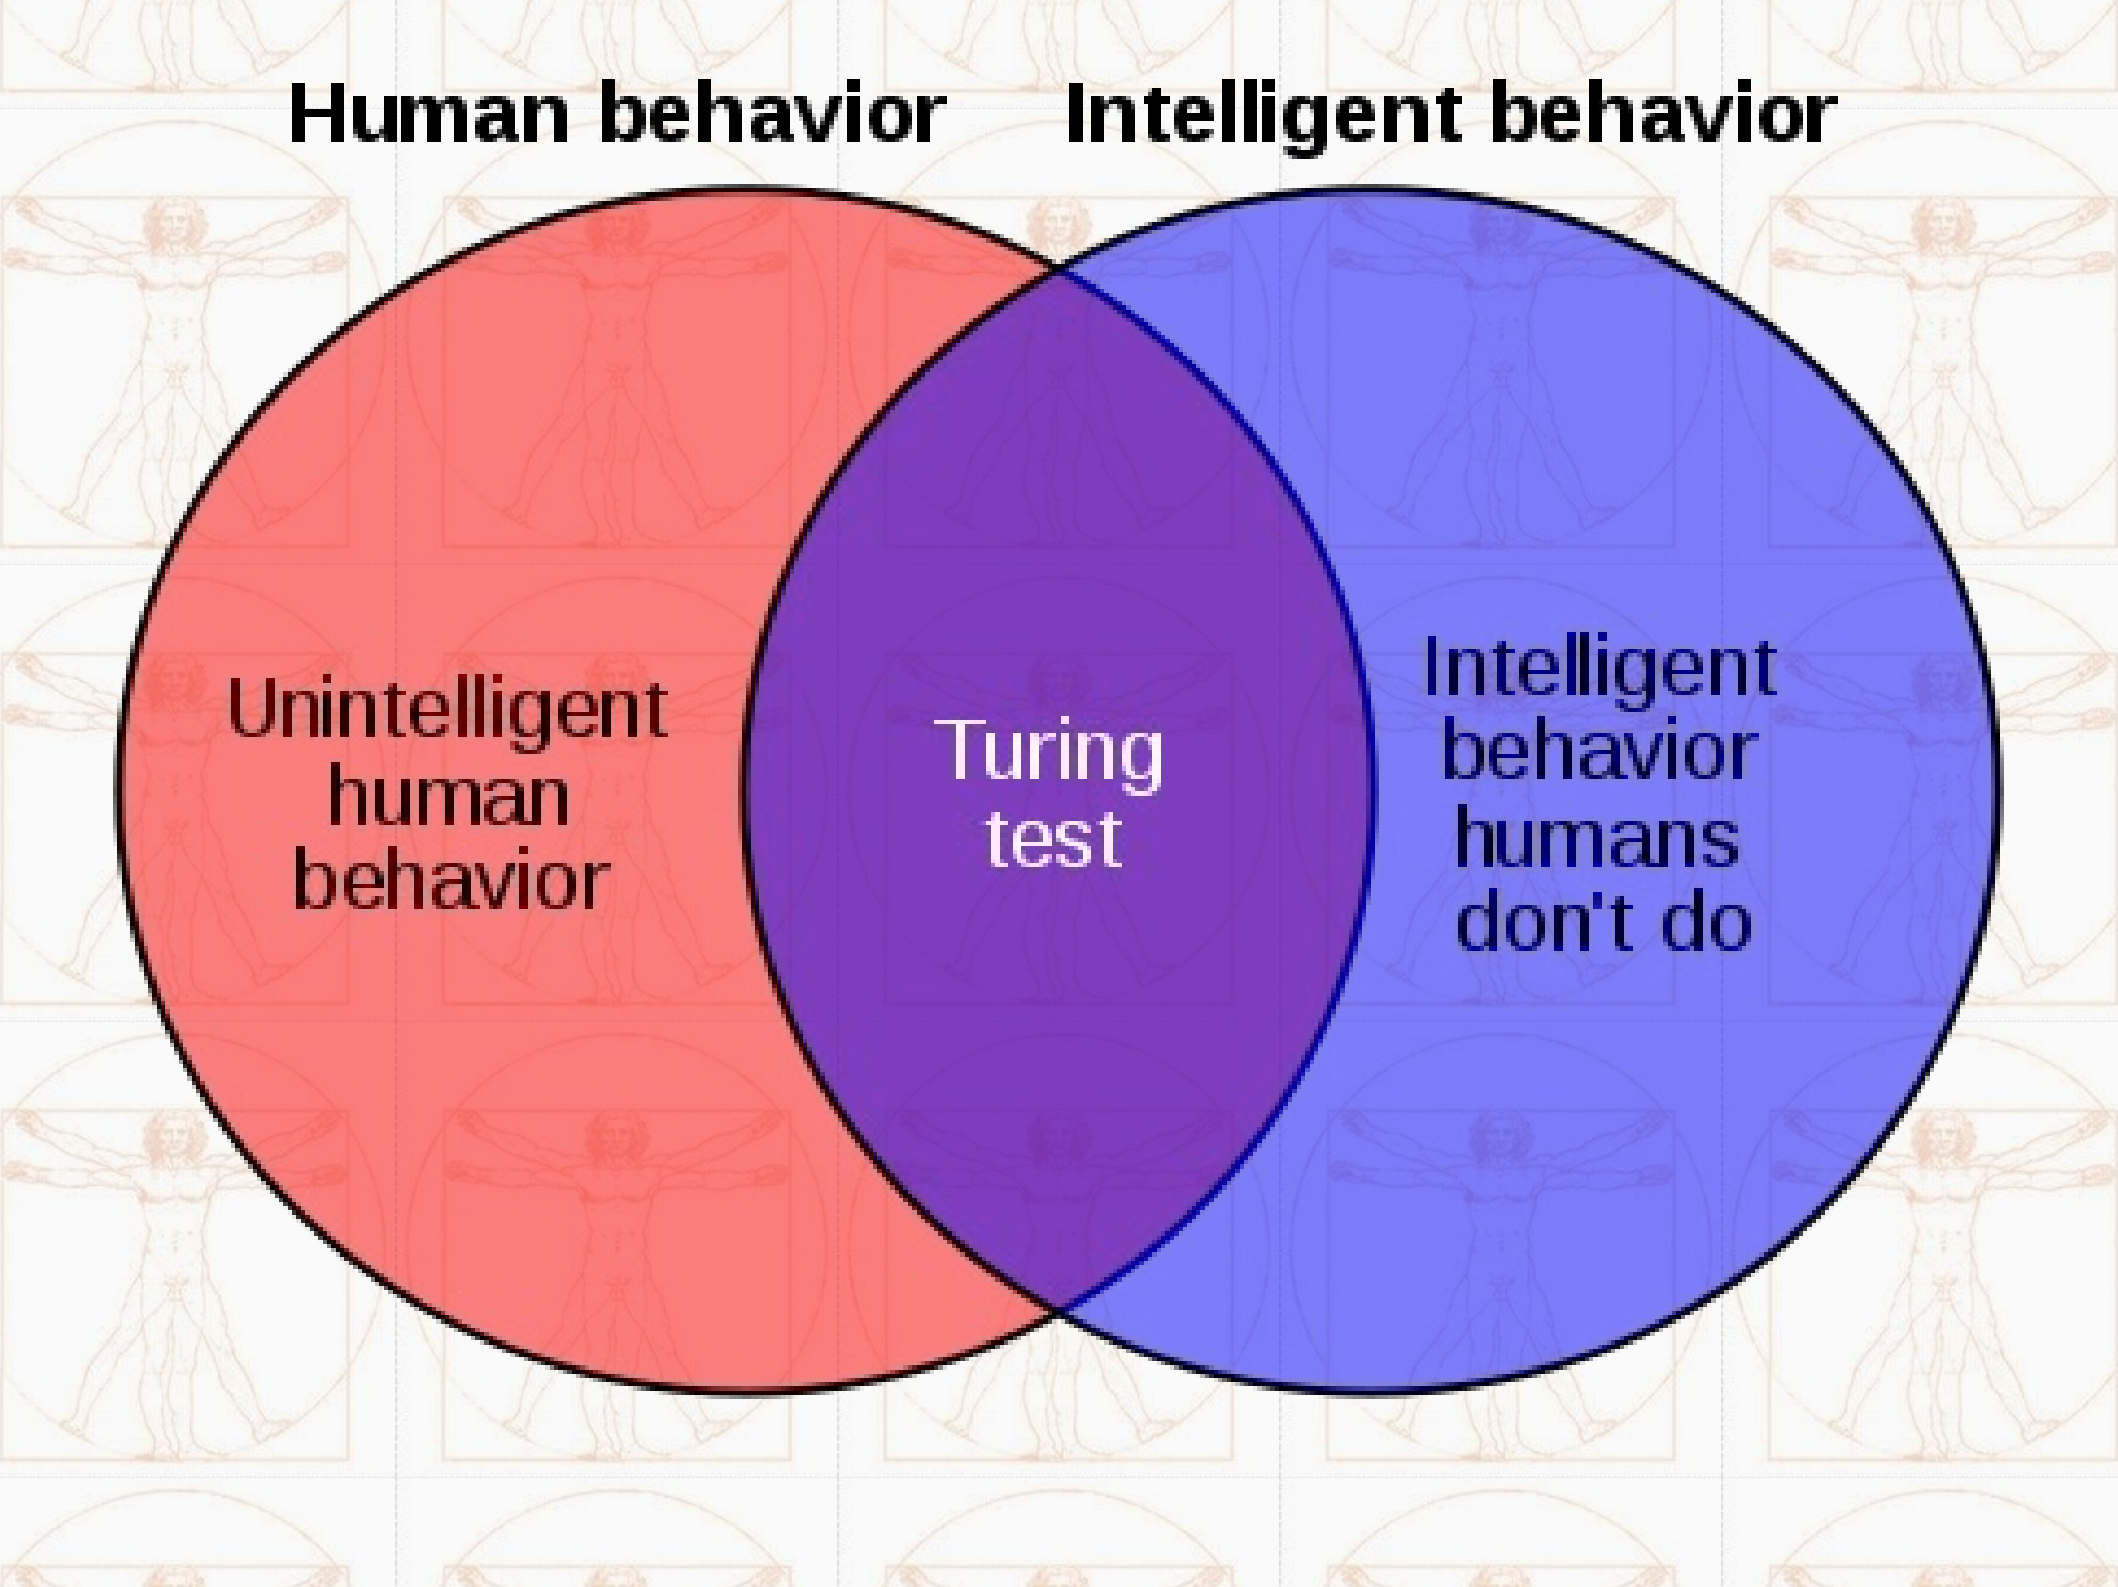 Human behavior
Intelligent behavior
Unintelligent
human
behavior
Turing
test
Intelligent
behavior
humans
don't do